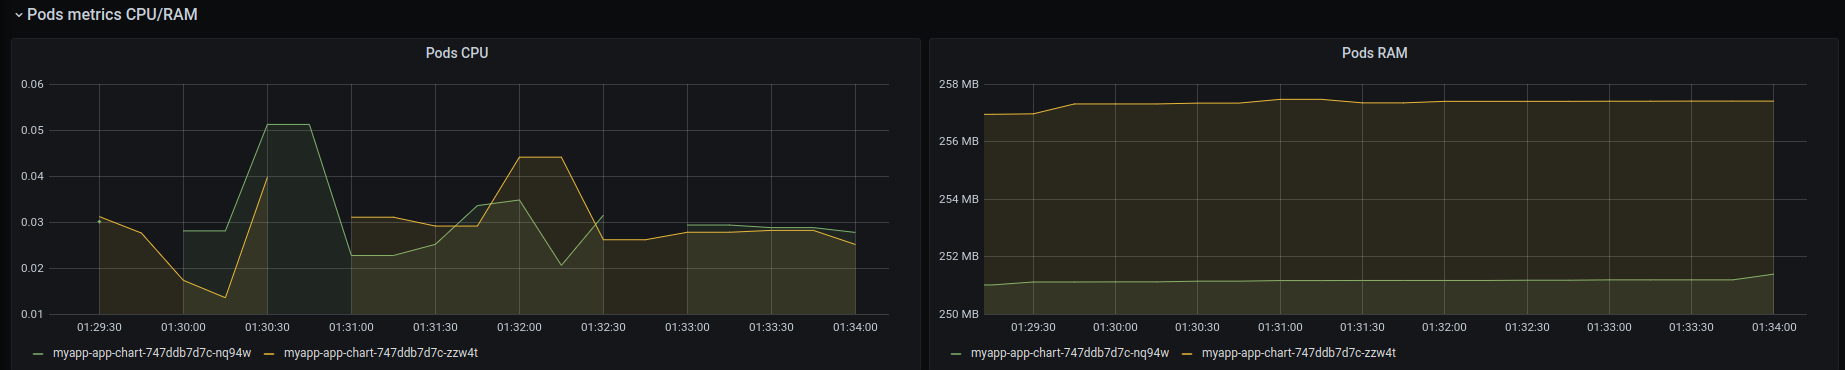 Pods metrics CPU/RAM
Pods CPU
0.06
0.05
0.04
0.03
0.02
0.01
01:29:30 01:30:00 01:30:30 01:31:00 01:31:30 01:32:00 01:32:30 01:33:00 01:33:30 01:34:00
myapp-app-chart-747ddb7d7c-nq94w myapp-app-chart-747ddb7d7c-zzw4t
Pods RAM
258 MB
256 MB
254 MB
252 MB
250 MB
01:29:30 01:30:00 01:30:30 01:31:00 01:31:30 01:32:00 01:32:30 01:33:00 01:33:30 01:34:00
myapp-app-chart-747ddb7d7c-nq94w myapp-app-chart-747ddb7d7c-zzw4t